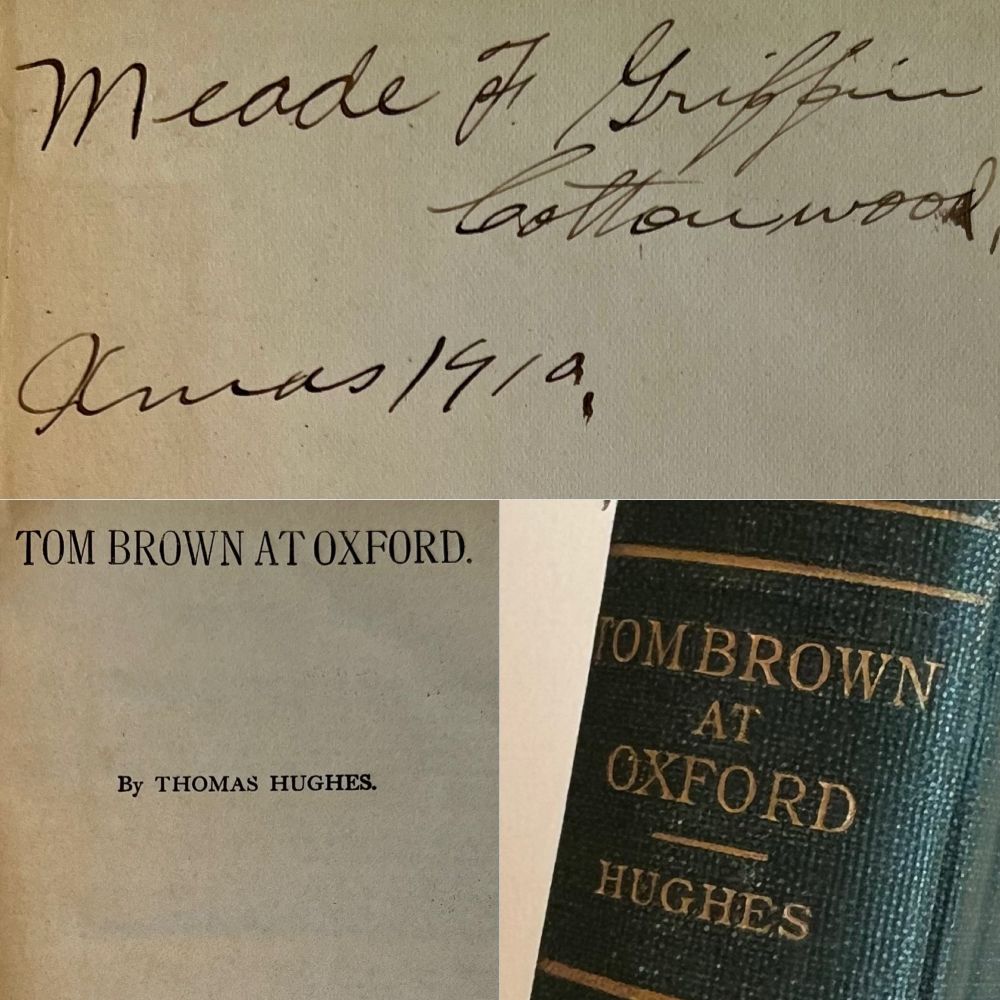 Meade F. Griffin
Cottonwood,
Xmas 1919,
TOM BROWN AT OXFORD.
By THOMAS HUGHES.
TOM BROWN
AT
OXFORD
HUGHES